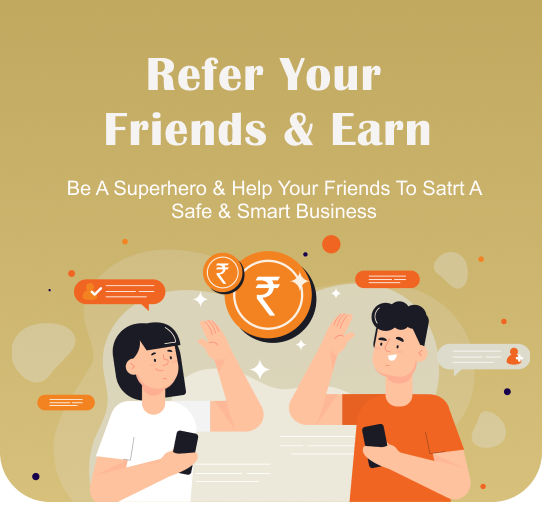 Refer Your
Friends & Earn
Be A Superhero & Help Your Friends To Satrt A
Safe & Smart Business
₹
₹